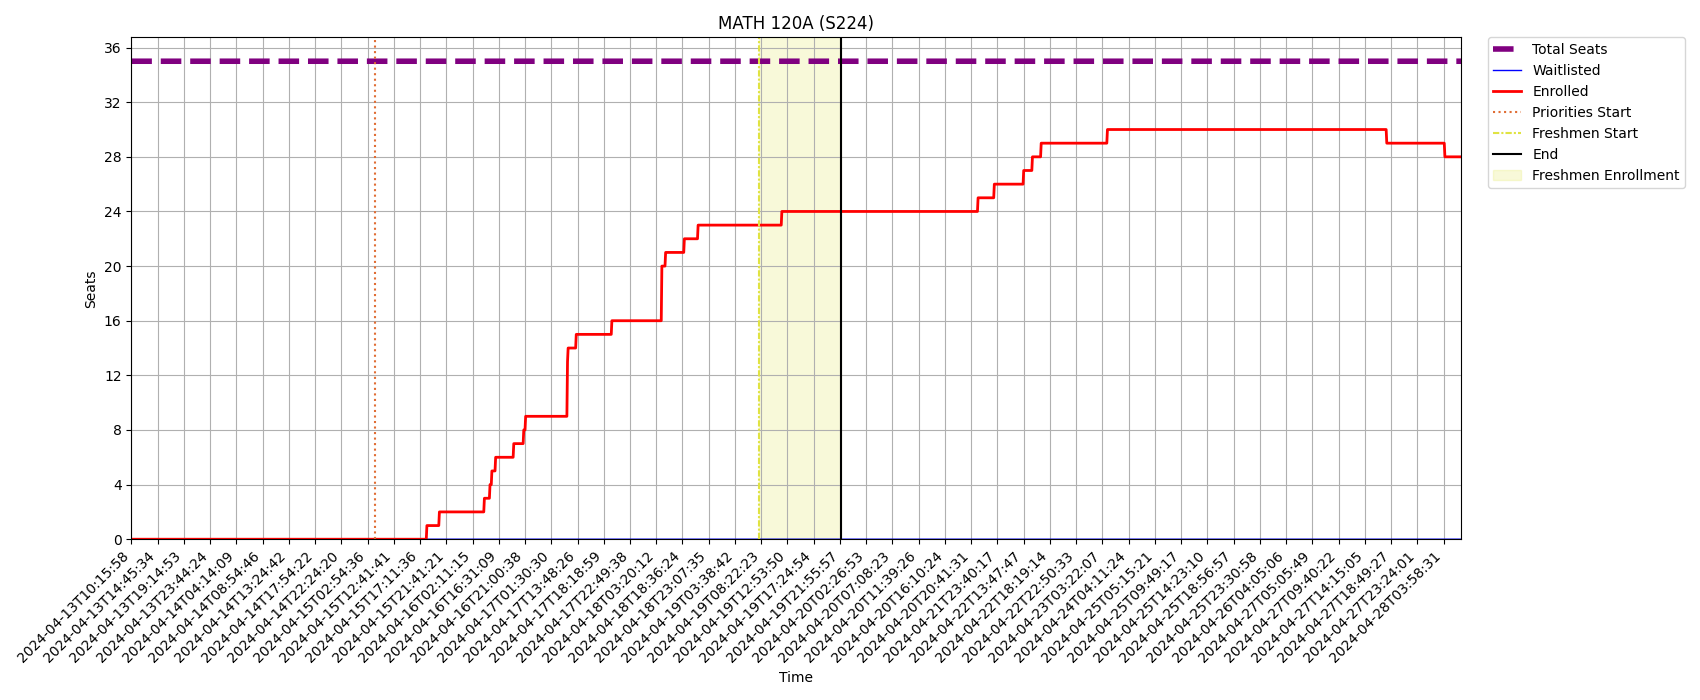 MATH 120A (S224)
Total Seats
Waitlisted
Enrolled
Priorities Start
Freshmen Start
End
Freshmen Enrollment
Seats
36
32
28
24
20
16
12
8
4
0
2024-04-13T10:15:58
2024-04-13T14:45:34
2024-04-13T19:14:53
2024-04-13T23:44:24
2024-04-14T04:14:09
2024-04-14T08:54:46
2024-04-14T13:24:42
2024-04-14T17:54:22
2024-04-14T22:24:20
2024-04-15T02:54:36
2024-04-15T12:41:41
2024-04-15T17:11:36
2024-04-15T21:41:21
2024-04-16T02:11:15
2024-04-16T16:31:09
2024-04-16T21:00:38
2024-04-17T01:30:30
2024-04-17T13:48:26
2024-04-17T18:18:59
2024-04-17T22:49:38
2024-04-18T03:20:12
2024-04-18T18:36:24
2024-04-18T23:07:35
2024-04-19T03:38:42
2024-04-19T08:22:23
2024-04-19T12:53:50
2024-04-19T17:24:54
2024-04-19T21:55:57
2024-04-20T02:26:53
2024-04-20T07:08:23
2024-04-20T11:39:26
2024-04-20T16:10:24
2024-04-20T20:41:31
2024-04-21T23:40:17
2024-04-22T13:47:47
2024-04-22T18:19:14
2024-04-22T22:50:33
2024-04-23T03:22:07
2024-04-24T04:11:24
2024-04-25T05:15:21
2024-04-25T09:49:17
2024-04-25T14:23:10
2024-04-25T18:56:57
2024-04-25T23:30:58
2024-04-26T04:05:06
2024-04-27T05:05:49
2024-04-27T09:40:22
2024-04-27T14:15:05
2024-04-27T18:49:27
2024-04-27T23:24:01
2024-04-28T03:58:31
Time